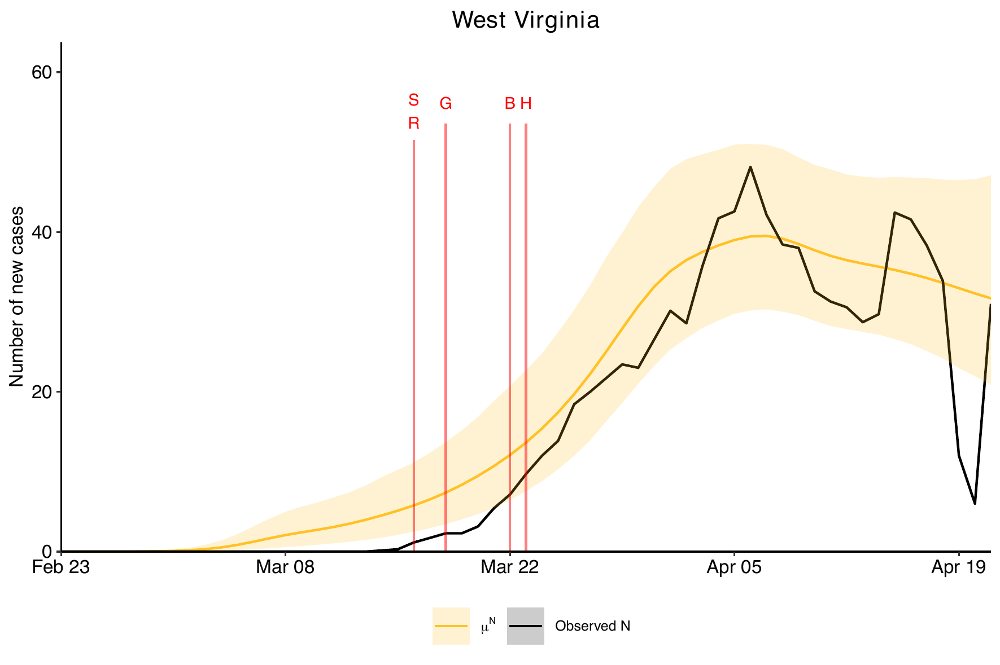 West Virginia
Number of new cases
60
40
20
0
S
R
G
B
H
Feb 23
Mar 08
Mar 22
Apr 05
Apr 19
μN
Observed N